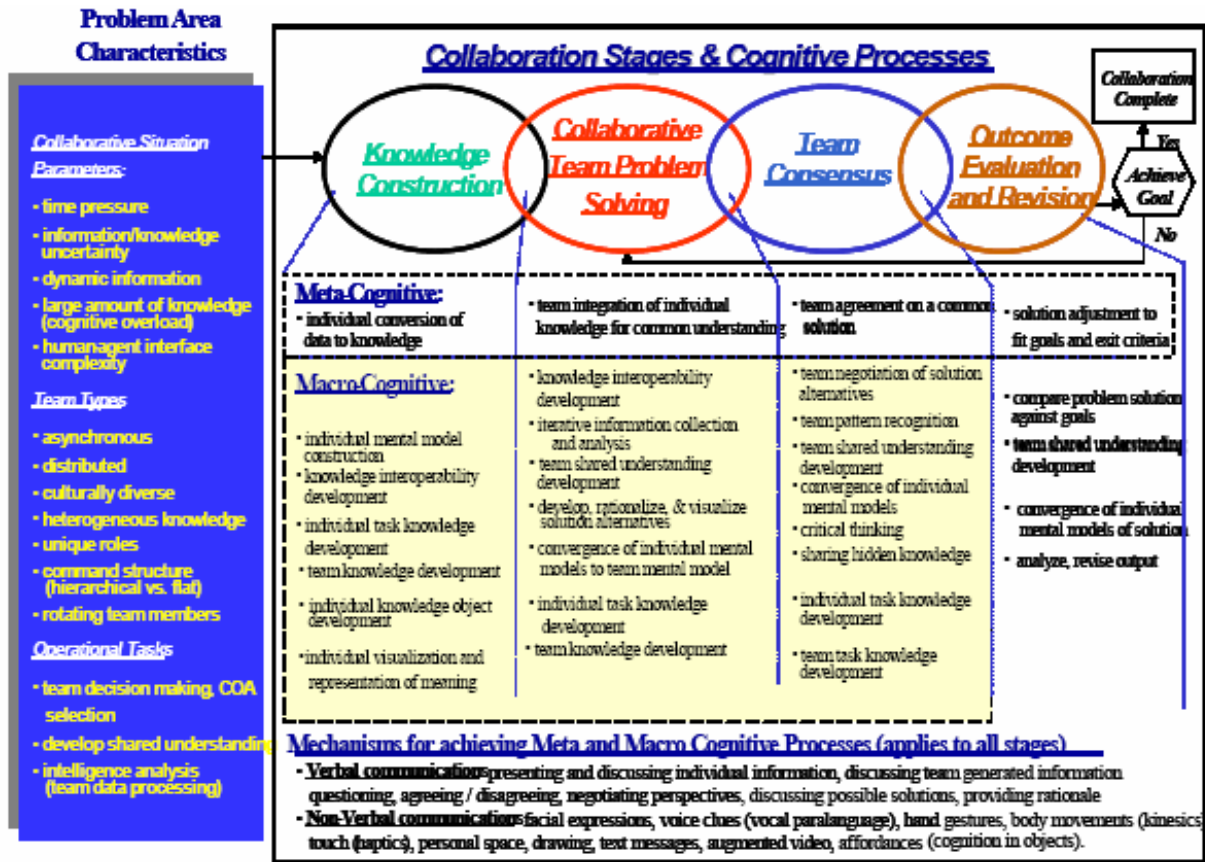 Problem Area
Characteristics
Collaborative Situation
Parameters:
• time pressure
• information/knowledge
uncertainty
• dynamic information
• large amount of knowledge
(cognitive overload)
• human-agent interface
complexity
Team Types
• asynchronous
• distributed
• culturally diverse
• heterogeneous knowledge
• unique roles
• command structure
(hierarchical vs. flat)
• rotating team members
Operational Tasks
• team decision making, COA
selection
• develop shared understanding
• intelligence analysis
(team data processing)
Collaboration Stages & Cognitive Processes
Knowledge
Construction
Collaborative
Team Problem
Solving
Team
Consensus
Outcome
Evaluation
and Revision
Collaboration
Complete
Yes
Achieve
Goal
No
Meta-Cognitive:
• individual conversion of
data to knowledge
• team integration of individual
knowledge for common understanding
• team agreement on a common
solution
• solution adjustment to
fit goals and exit criteria
Macro-Cognitive:
• individual mental model
construction
• knowledge interoperability
development
• individual task knowledge
development
• team knowledge development
• individual knowledge object
development
• individual visualization and
representation of meaning
• knowledge interoperability
development
• iterative information collection
and analysis
• team shared understanding
development
• develop, rationalize, & visualize
solution alternatives
• convergence of individual mental
models to team mental model
• individual task knowledge
development
• team knowledge development
• team negotiation of solution
alternatives
• team pattern recognition
• team shared understanding
development
• convergence of individual
mental models
• critical thinking
• sharing hidden knowledge
• individual task knowledge
development
• team task knowledge
development
• compare problem solution
against goals
• team shared understanding
development
• convergence of individual
mental models of solution
• analyze, revise output
Mechanisms for achieving Meta and Macro Cognitive Processes (applies to all stages)
• Verbal communications presenting and discussing individual information, discussing team generated information
questioning, agreeing / disagreeing, negotiating perspectives, discussing possible solutions, providing rationale
• Non-Verbal communications facial expressions, voice clues (vocal paralanguage), hand gestures, body movements (kinesics)
touch (haptics), personal space, drawing, text messages, augmented video, affordances (cognition in objects).